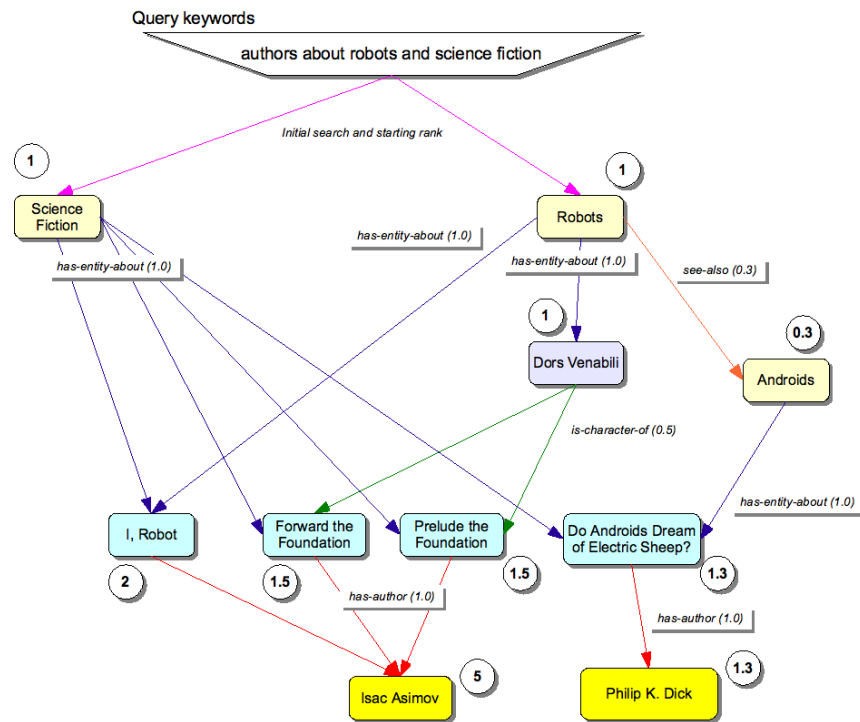 Query keywords
authors about robots and science fiction
Initial search and starting rank
1
1
Science
Fiction
Robots
has-entity-about (1.0)
has-entity-about (1.0)
has-entity-about (1.0)
see-also (0.3)
1
0.3
Dors Venabili
Androids
is-character-of (0.5)
has-entity-about (1.0)
I, Robot
Forward the
Foundation
Prelude the
Foundation
Do Androids Dream
of Electric Sheep?
2
1.5
1.5
1.3
has-author (1.0)
has-author (1.0)
Isac Asimov
5
Philip K. Dick
1.3